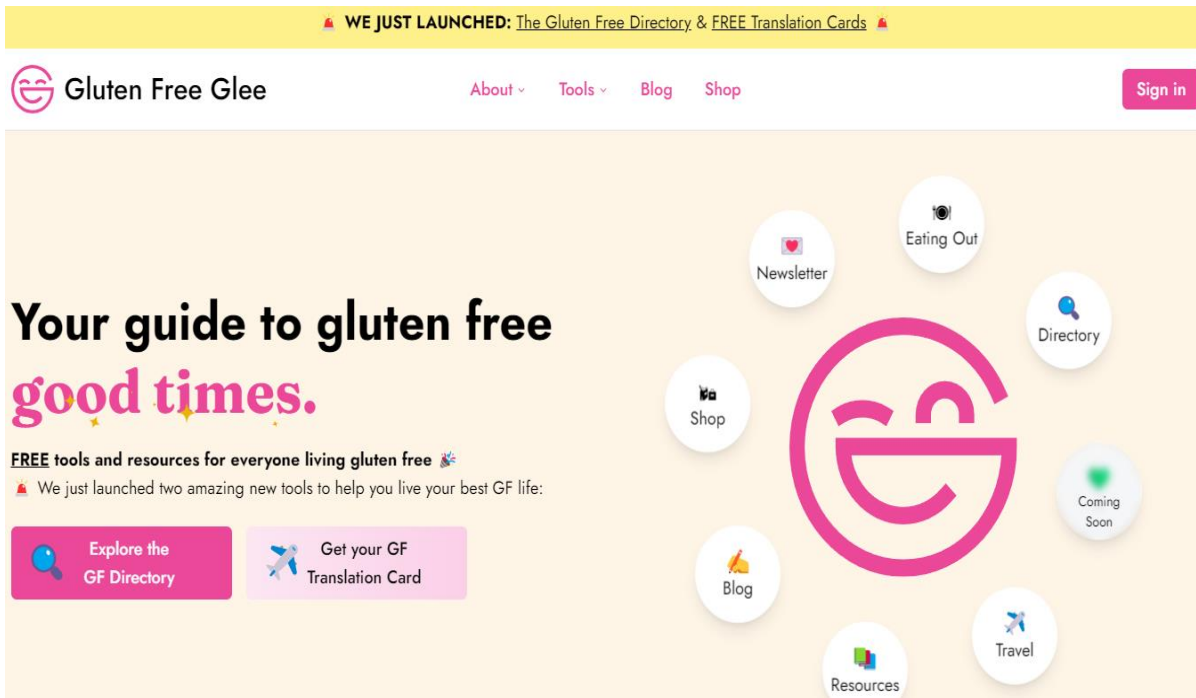 WE JUST LAUNCHED: The Gluten Free Directory & FREE Translation Cards
Gluten Free Glee
About
Tools
Blog
Shop
Sign in
Your guide to gluten free
good times.
FREE tools and resources for everyone living gluten free
We just launched two amazing new tools to help you live your best GF life:
Explore the
GF Directory
Get your GF
Translation Card
Eating Out
Newsletter
Directory
Shop
Coming
Soon
Blog
Travel
Resources